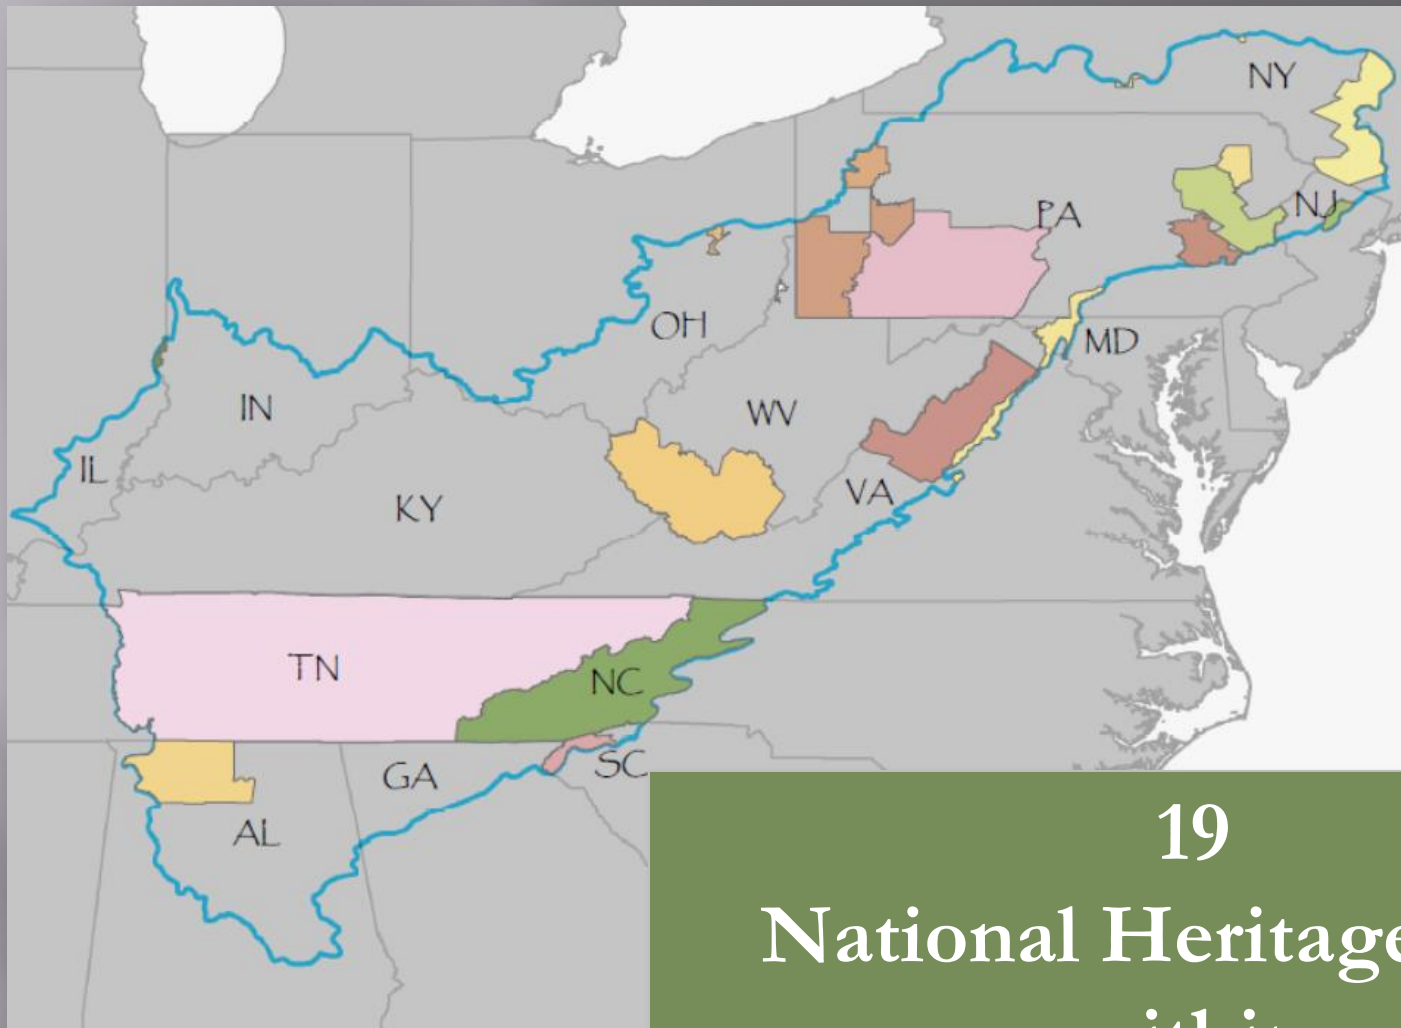 NY
PA
NJ
OH
MD
IN
WV
IL
VA
KY
TN
NC
SC
GA
AL
19
National Heritage